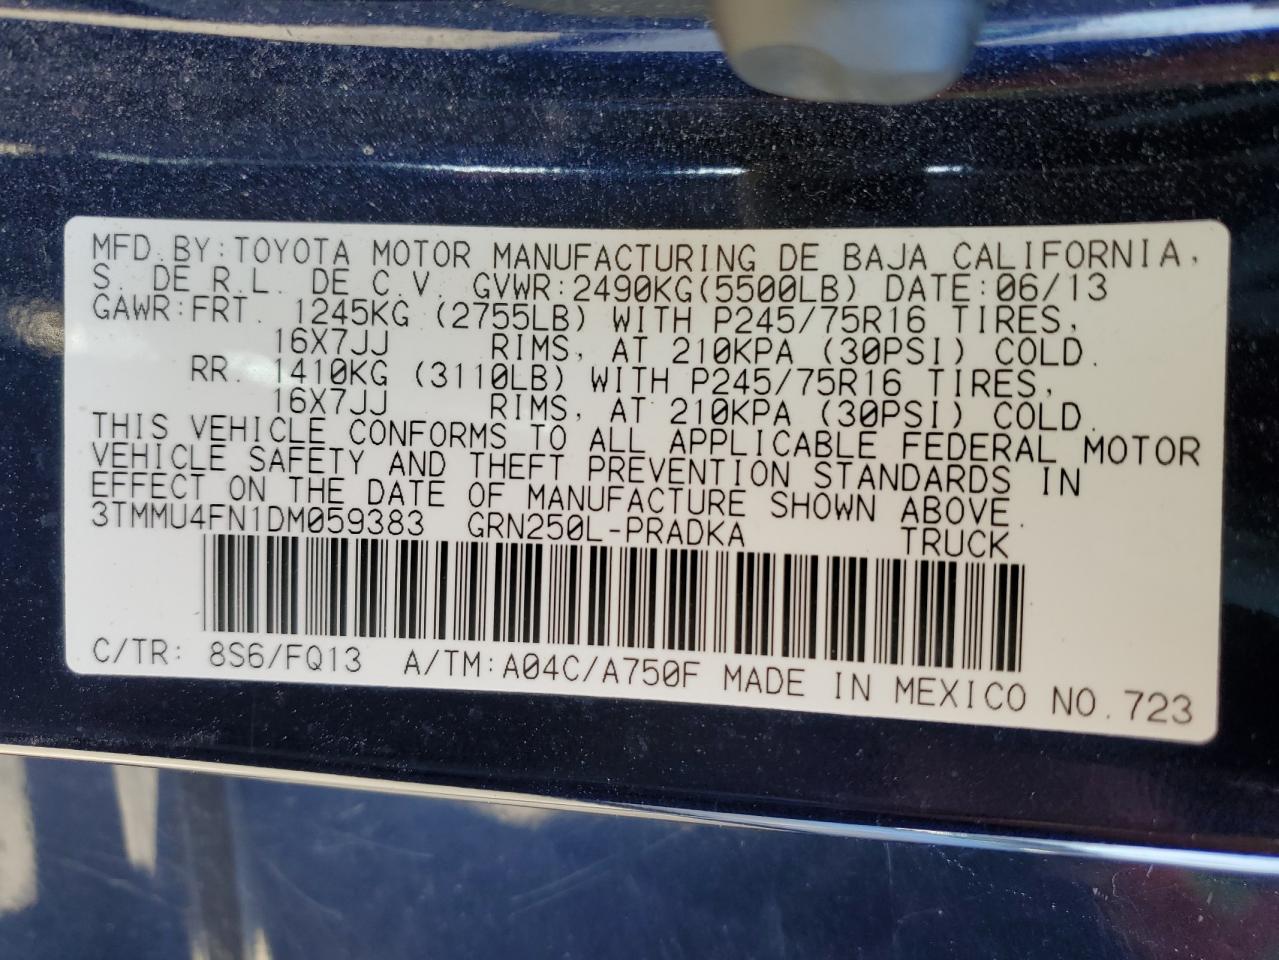 MFD.BY:TOYOTA MOTOR MANUFACTURING DE BAJA CALIFORNIA,
S. DE R.L. DE C.V. GVWR:2490KG(5500LB) DATE:06/13
GAWR:FRT. 1245KG (2755LB) WITH P245/75R16 TIRES,
16X7JJ RIMS, AT 210KPA (30PSI) COLD.
RR. 1410KG (3110LB) WITH P245/75R16 TIRES,
16X7JJ RIMS, AT 210KPA (30PSI) COLD.
THIS VEHICLE CONFORMS TO ALL APPLICABLE FEDERAL MOTOR
VEHICLE SAFETY AND THEFT PREVENTION STANDARDS IN
EFFECT ON THE DATE OF MANUFACTURE SHOWN ABOVE.
3TMMU4FN1DM059383 GRN250L-PRADKA TRUCK
C/TR: 8S6/FQ13 A/TM:A04C/A750F MADE IN MEXICO NO.723